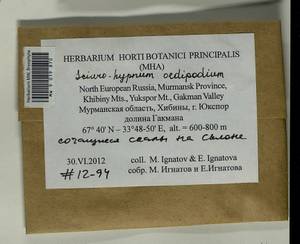 HERBARIUM HORTI BOTANICI PRINCIPALIS
(MHA)
Sciuro-hypnum oedipodium
North European Russia, Murmansk Province,
Khibiny Mts., Yukspor Mt., Gakman Valley
Мурманская область, Хибины, г. Юкспор
долина Гакмана
67° 40'N – 33°48-50' E, alt. = 600-800 m
сочащиеся скалы на склоне
30.VI.2012 coll. M. Ignatov & E. Ignatova
#12-94 собр. М. Игнатов и Е.Игнатова